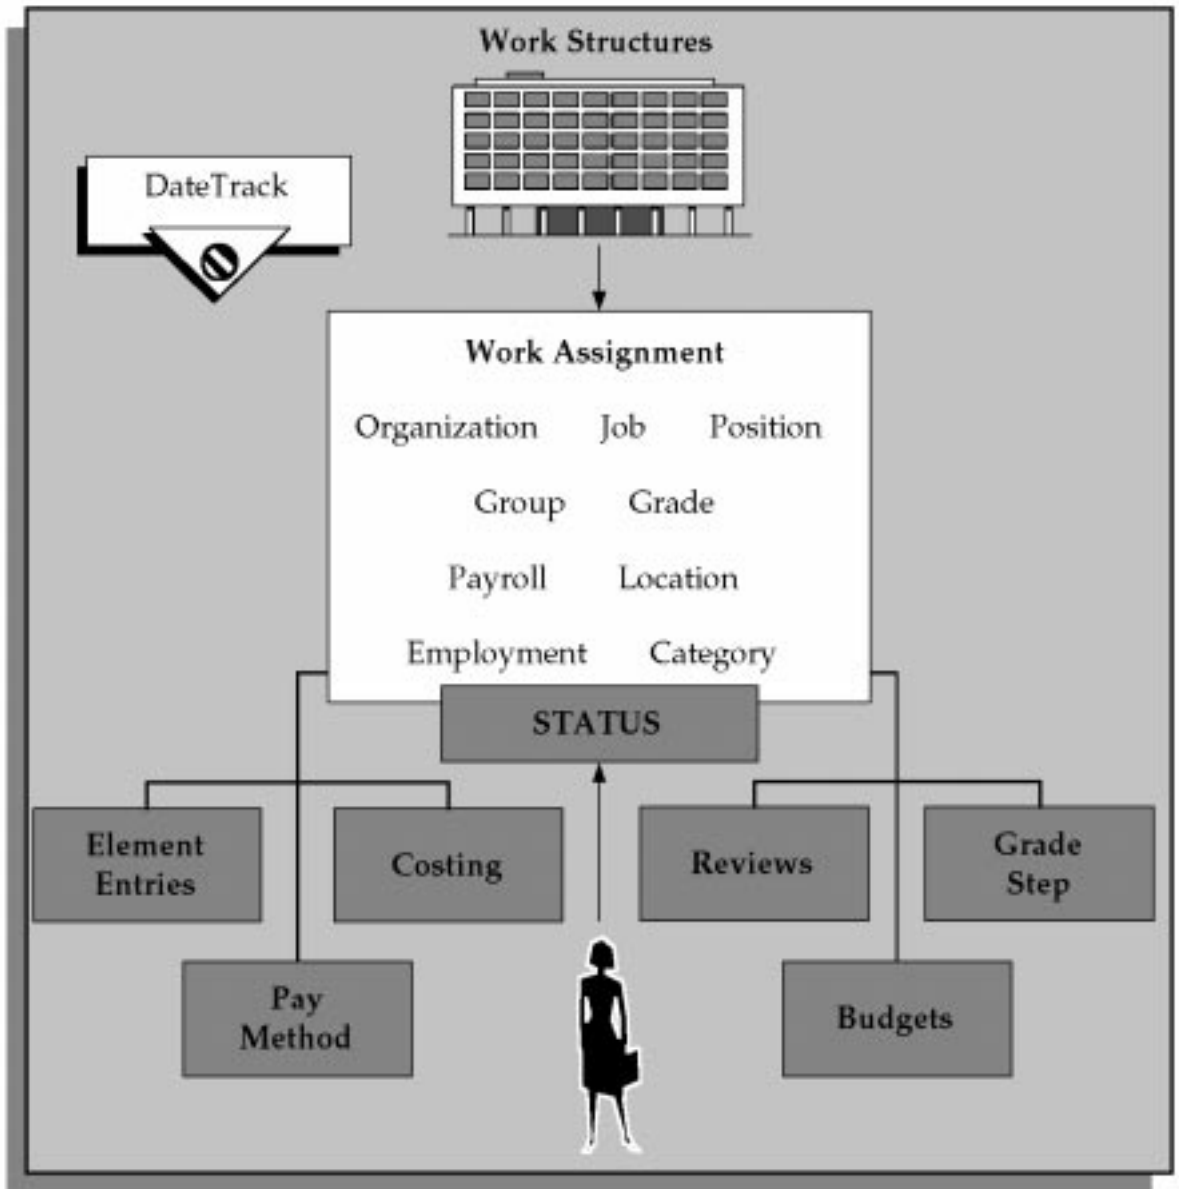 Work Structures
DateTrack
Work Assignment
Organization Job Position
Group Grade
Payroll Location
Employment Category
STATUS
Element
Entries
Costing
Reviews
Grade
Step
Pay
Method
Budgets